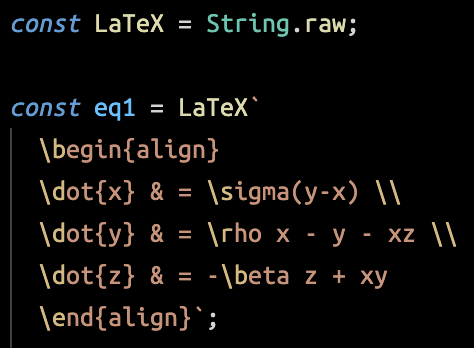 const LaTeX = String.raw;
const eq1 = LaTeX`
\begin{align}
\dot{x} & = \sigma(y-x) \\
\dot{y} & = \rho x - y - xz \\
\dot{z} & = -\beta z + xy
\end{align}`;